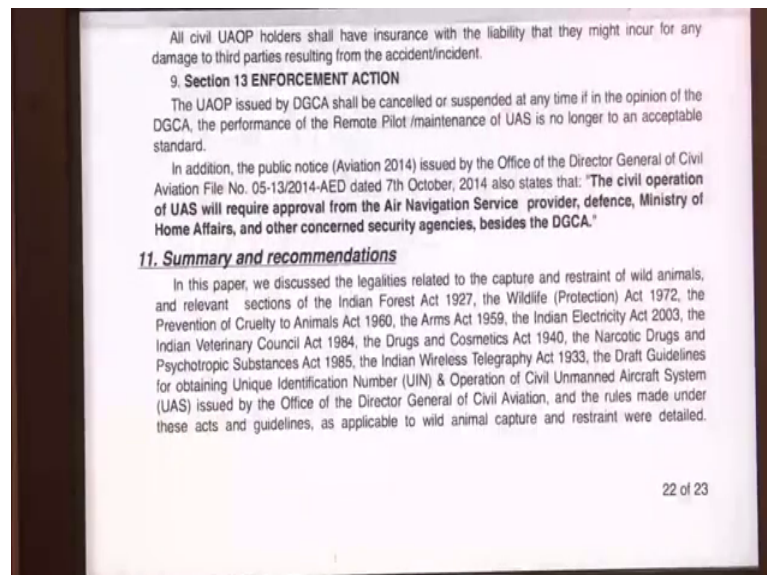 All civil UAOP holders shall have insurance with the liability that they might incur for any
damage to third parties resulting from the accident/incident.
9. Section 13 ENFORCEMENT ACTION
The UAOP issued by DGCA shall be cancelled or suspended at any time if in the opinion of the
DGCA, the performance of the Remote Pilot /maintenance of UAS is no longer to an acceptable
standard.
In addition, the public notice (Aviation 2014) issued by the Office of the Director General of Civil
Aviation File No. 05-13/2014-AED dated 7th October, 2014 also states that: "The civil operation
of UAS will require approval from the Air Navigation Service provider, defence, Ministry of
Home Affairs, and other concerned security agencies, besides the DGCA."
11. Summary and recommendations
In this paper, we discussed the legalities related to the capture and restraint of wild animals,
and relevant sections of the Indian Forest Act 1927, the Wildlife (Protection) Act 1972, the
Prevention of Cruelty to Animals Act 1960, the Arms Act 1959, the Indian Electricity Act 2003, the
Indian Veterinary Council Act 1984, the Drugs and Cosmetics Act 1940, the Narcotic Drugs and
Psychotropic Substances Act 1985, the Indian Wireless Telegraphy Act 1933, the Draft Guidelines
for obtaining Unique Identification Number (UIN) & Operation of Civil Unmanned Aircraft System
(UAS) issued by the Office of the Director General of Civil Aviation, and the rules made under
these acts and guidelines, as applicable to wild animal capture and restraint were detailed.
22 of 23